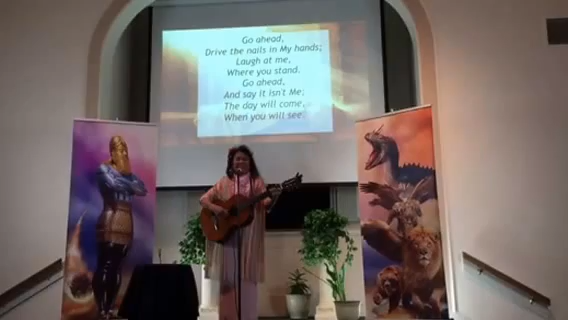 Go ahead,
Drive the nails in My hands;
Laugh at me,
Where you stand.
Go ahead,
And say it isn't Me;
The day will come,
When you will see.